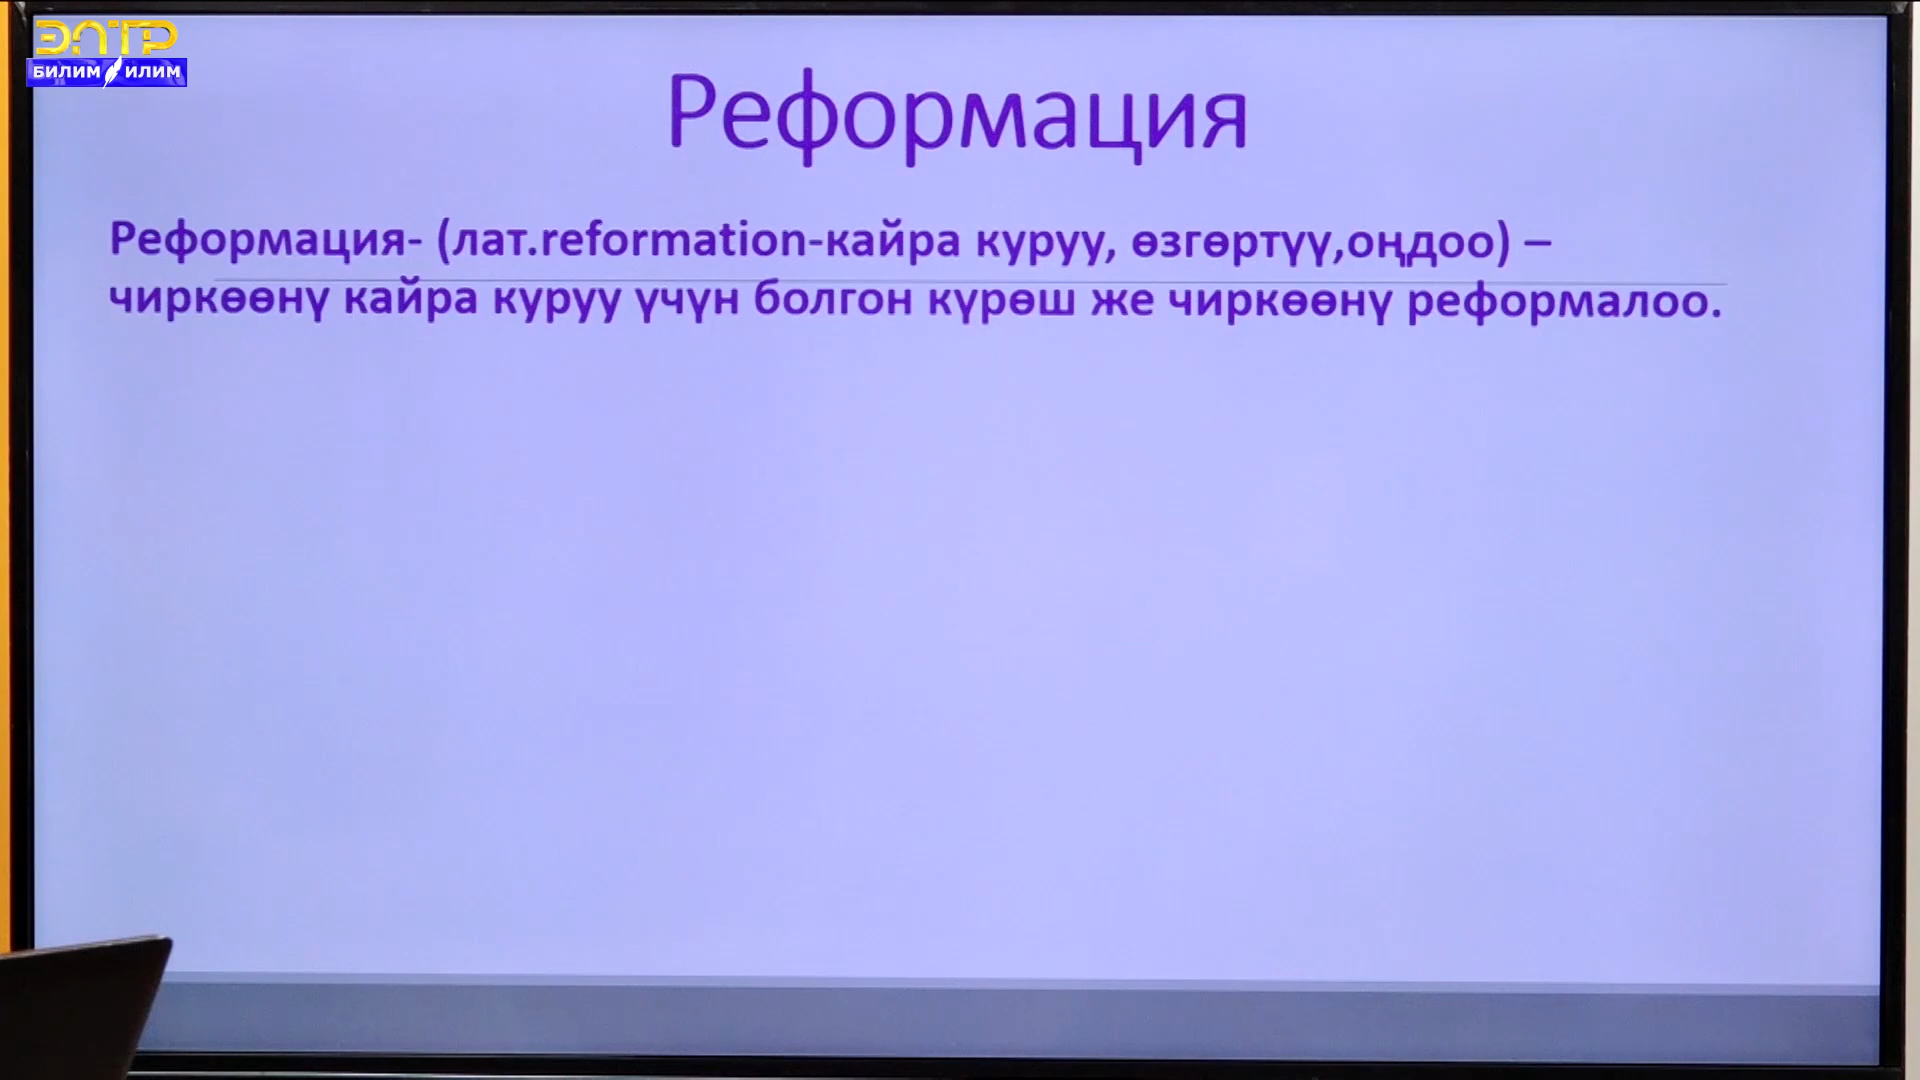 ЭЛТР
БИЛИМ ИЛИМ
Реформация
Реформация- (лат.reformation-кайра куруу, өзгөртүү,оңдоо) –
чиркөөнү кайра куруу үчүн болгон күрөш же чиркөөнү реформалоо.